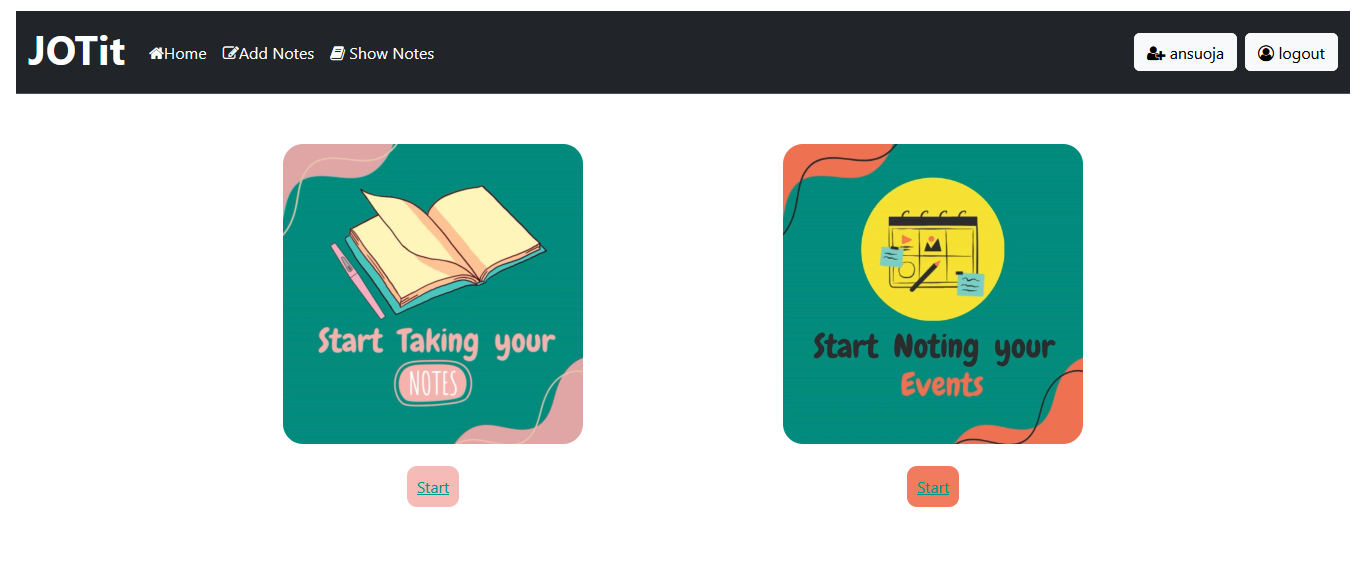 JOTit Home Add Notes Show Notes ansuoja logout
Start Taking your
NOTES
Start Noting your
Events
Start
Start